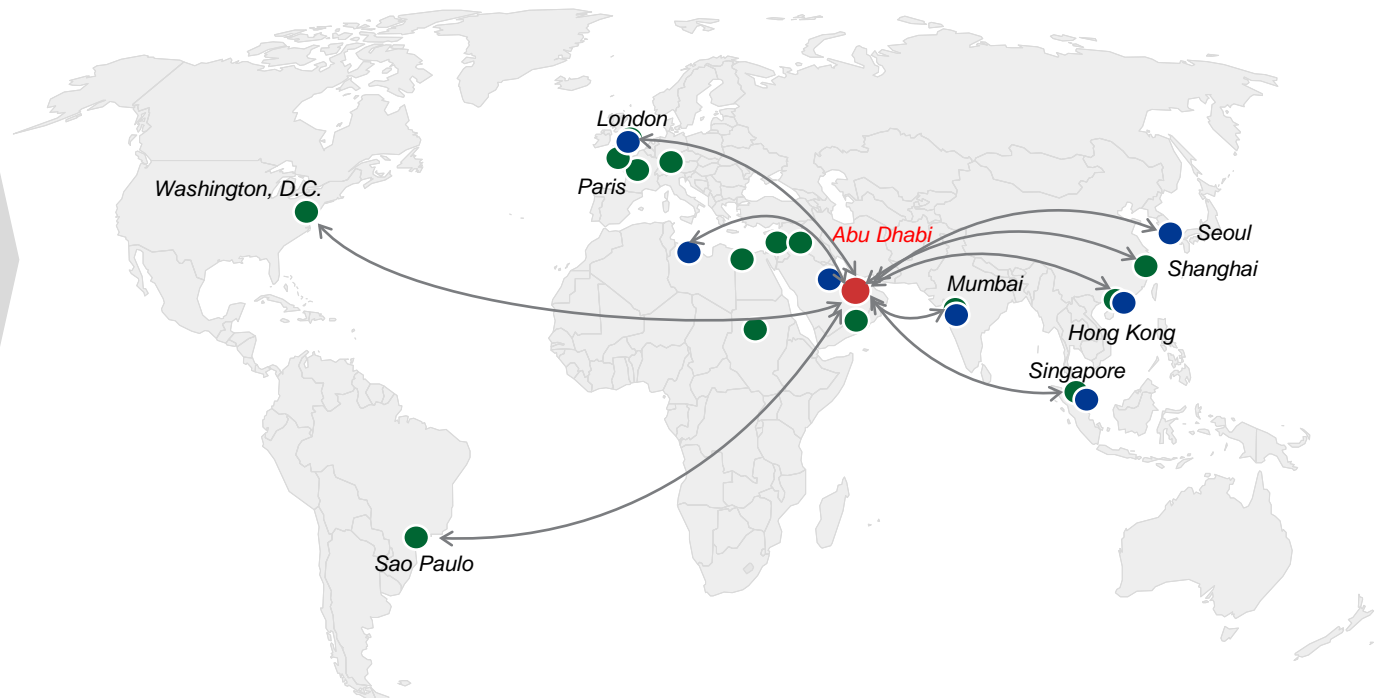 London
Washington, D.C.
Paris
Abu Dhabi
Seoul
Shanghai
Mumbai
Hong Kong
Singapore
Sao Paulo